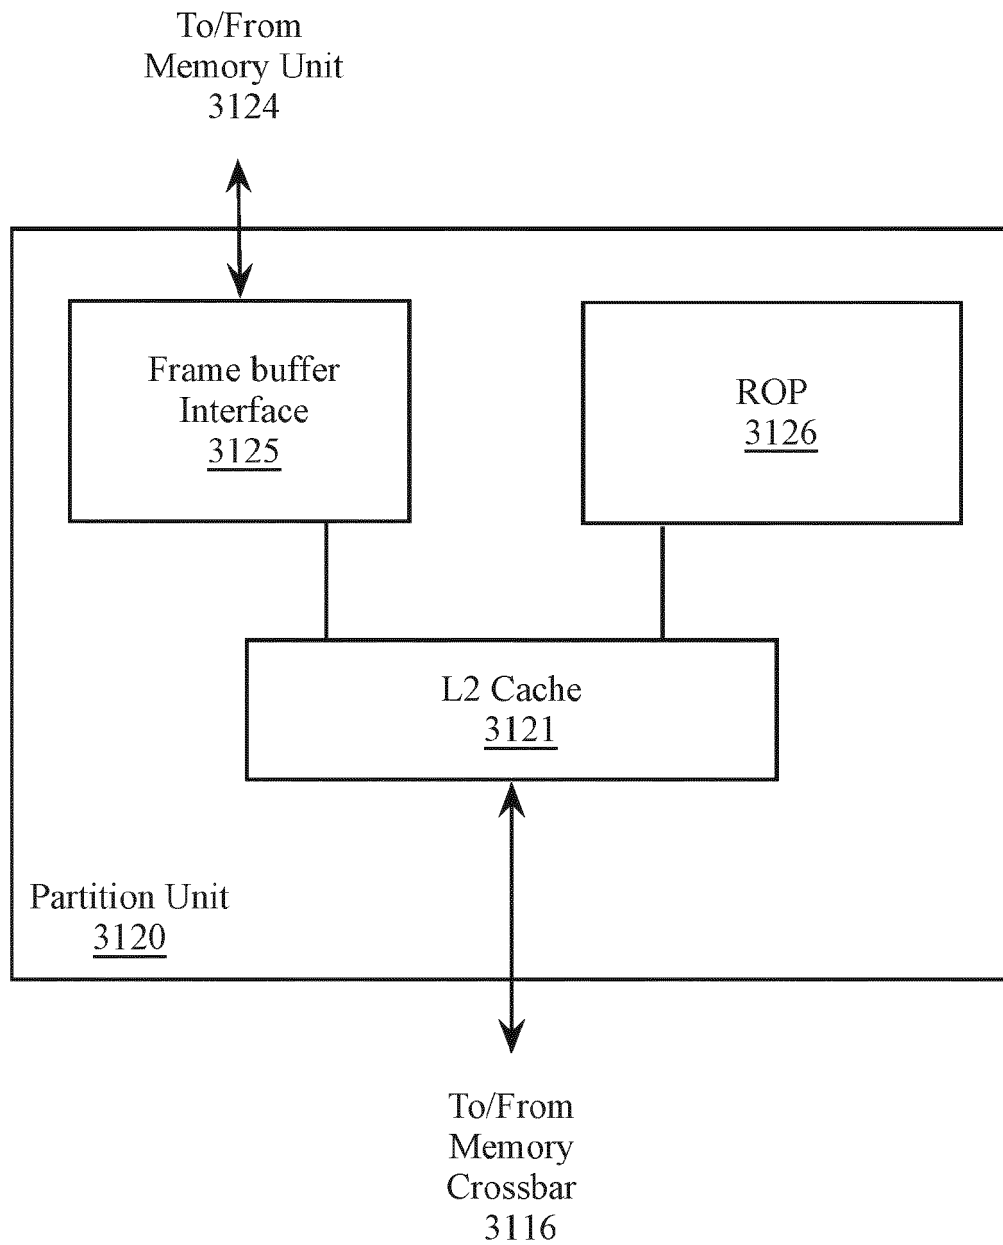 To/From
Memory Unit
3124
Frame buffer
Interface
3125
ROP
3126
L2 Cache
3121
Partition Unit
3120
To/From
Memory
Crossbar
3116